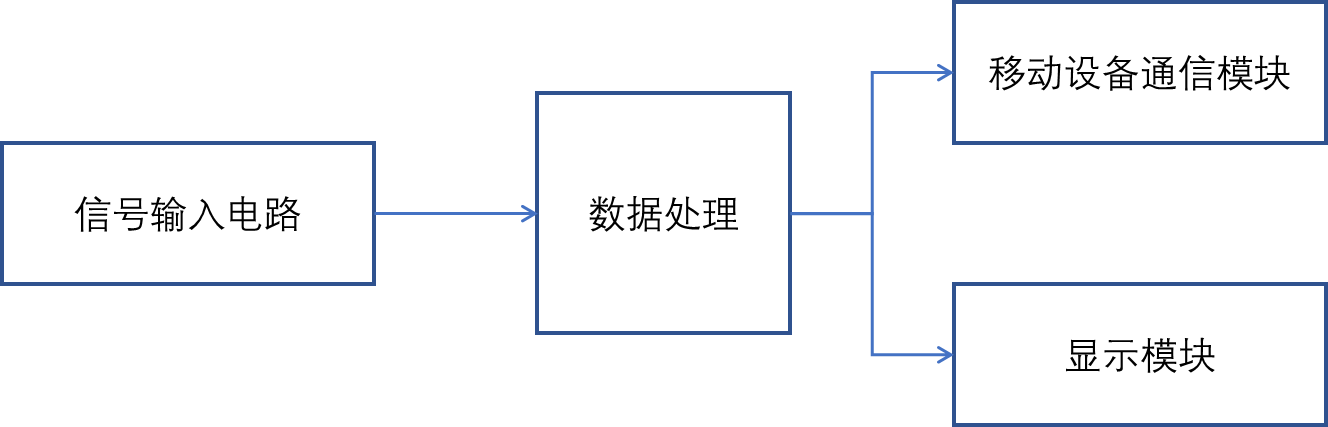 移动设备通信模块
信号输入电路
数据处理
显示模块